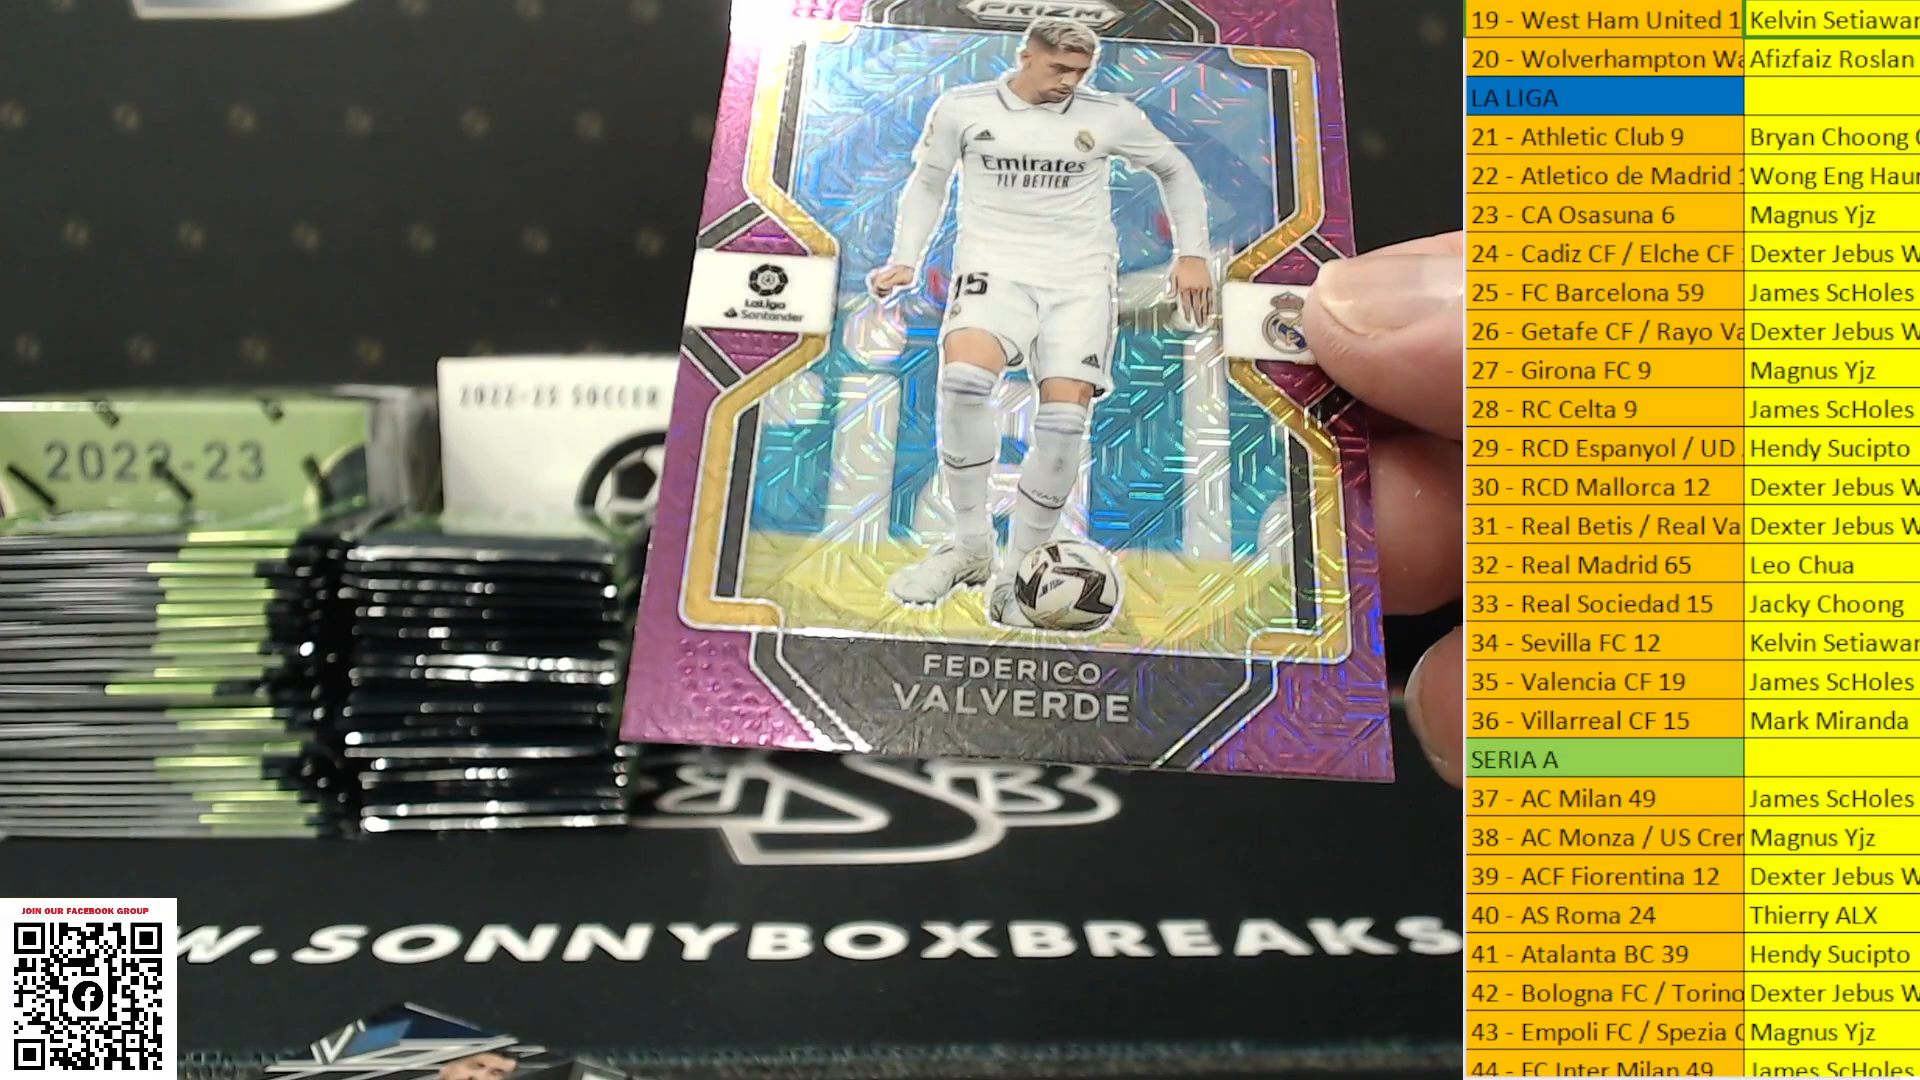 PRIZM
Emirates
FLY BETTER
15
LaLiga
Santander
FEDERICO
VALVERDE
2022-23
2022-23 SOCCER
W.SONNYBOXBREAKS
JOIN OUR FACEBOOK GROUP
19 - West Ham United 1 Kelvin Setiawan
20 - Wolverhampton Wa Afizfaiz Roslan
LA LIGA
21 - Athletic Club 9 Bryan Choong
22 - Atletico de Madrid 1 Wong Eng Hau
23 - CA Osasuna 6 Magnus Yjz
24 - Cadiz CF / Elche CF Dexter Jebus W
25 - FC Barcelona 59 James ScHoles
26 - Getafe CF / Rayo Va Dexter Jebus W
27 - Girona FC 9 Magnus Yjz
28 - RC Celta 9 James ScHoles
29 - RCD Espanyol / UD Hendy Sucipto
30 - RCD Mallorca 12 Dexter Jebus W
31 - Real Betis / Real Va Dexter Jebus W
32 - Real Madrid 65 Leo Chua
33 - Real Sociedad 15 Jacky Choong
34 - Sevilla FC 12 Kelvin Setiawan
35 - Valencia CF 19 James ScHoles
36 - Villarreal CF 15 Mark Miranda
SERIA A
37 - AC Milan 49 James ScHoles
38 - AC Monza / US Crer Magnus Yjz
39 - ACF Fiorentina 12 Dexter Jebus W
40 - AS Roma 24 Thierry ALX
41 - Atalanta BC 39 Hendy Sucipto
42 - Bologna FC / Torino Dexter Jebus W
43 - Empoli FC / Spezia C Magnus Yjz
44 - FC Inter Milan 49 James ScHoles